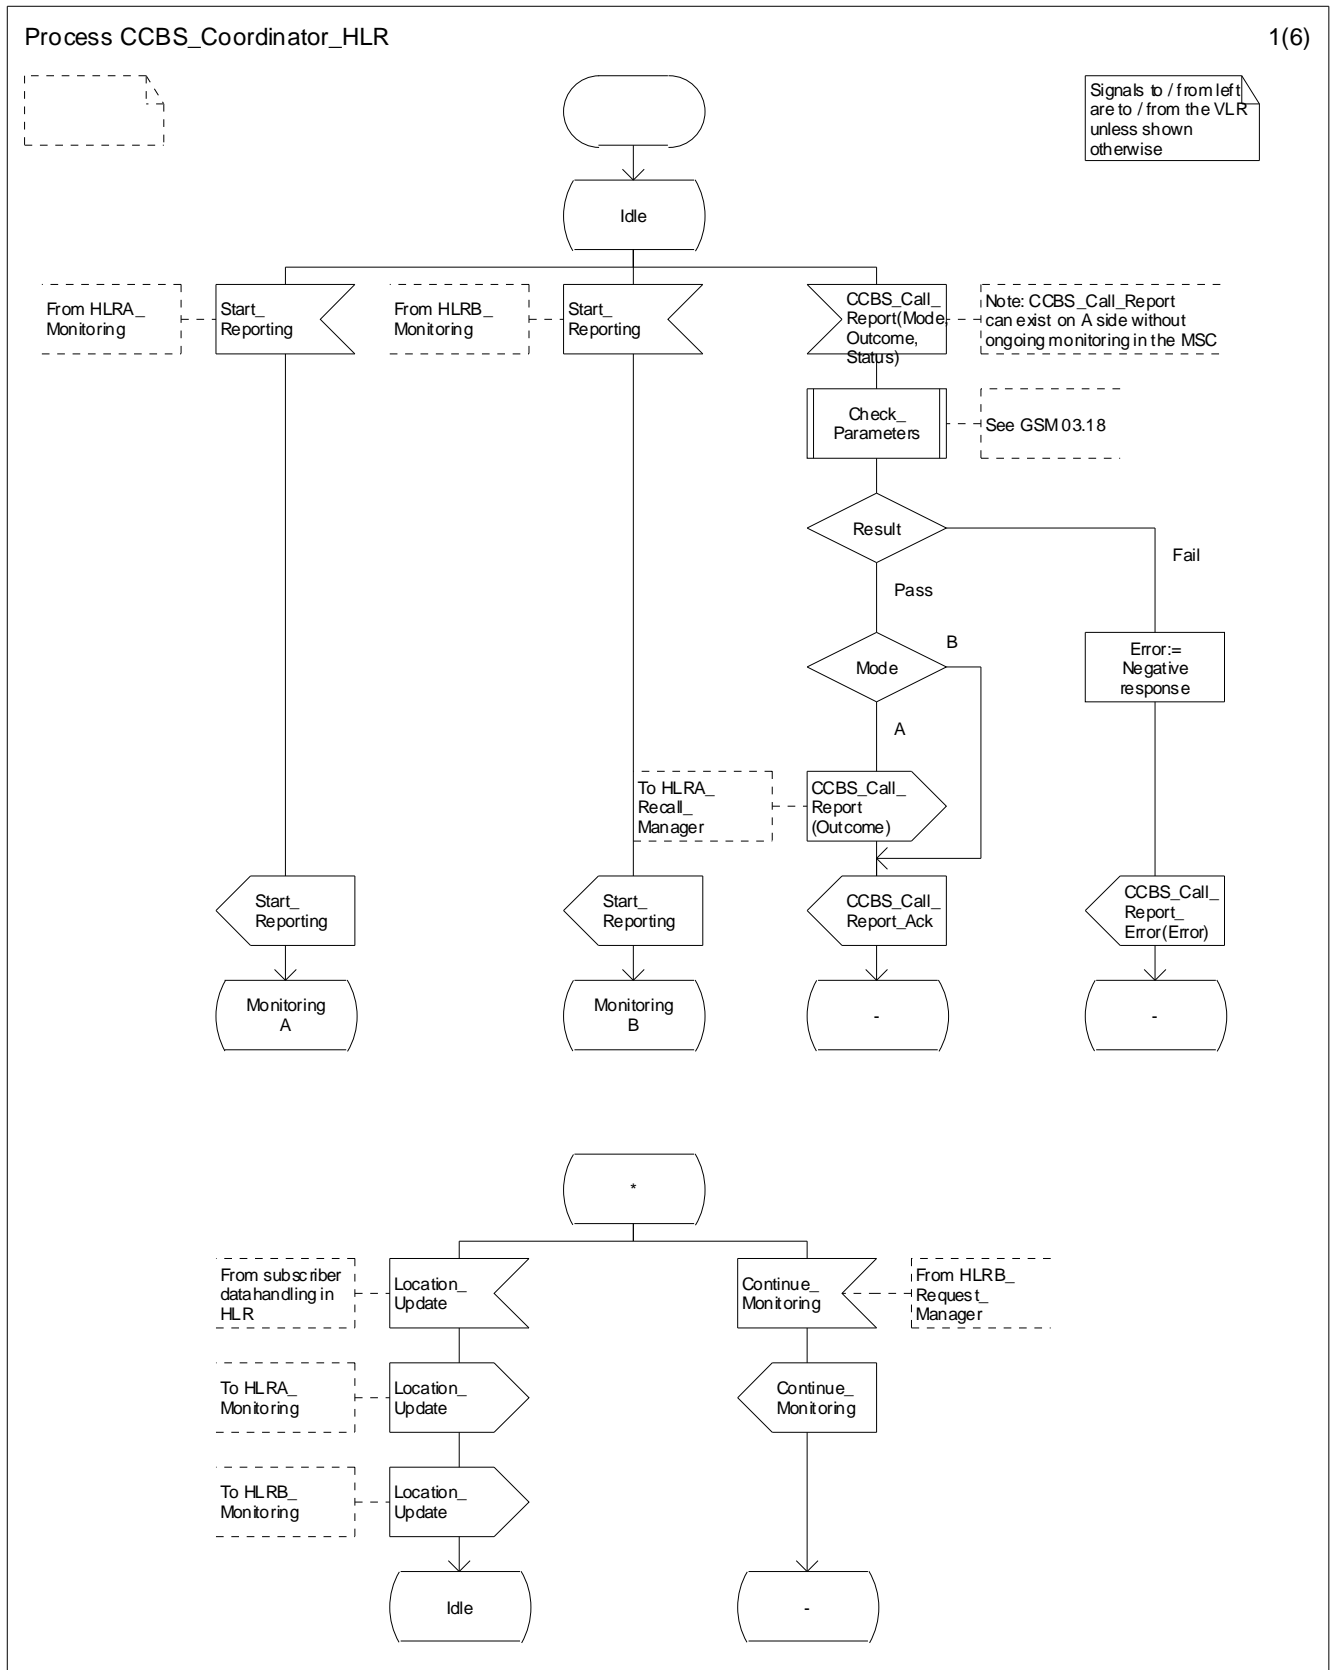 Process CCBS_Coordinator_HLR
1(6)
Signals to / from left
are to / from the VLR
unless shown
otherwise
Idle
From HLRA_
Monitoring
Start_
Reporting
From HLRB_
Monitoring
Start_
Reporting
CCBS_Call_
Report(Mode,
Outcome,
Status)
Note: CCBS_Call_Report
can exist on A side without
ongoing monitoring in the MSC
Check_
Parameters
See GSM 03.18
Result
Fail
Pass
B
Mode
Error:=
Negative
response
A
To HLRA_
Recall_
Manager
CCBS_Call_
Report
(Outcome)
Start_
Reporting
Start_
Reporting
CCBS_Call_
Report_Ack
CCBS_Call_
Report_
Error(Error)
Monitoring
A
Monitoring
B
-
-
*
From subscriber
data handling in
HLR
Location_
Update
Continue_
Monitoring
From HLRB_
Request_
Manager
To HLRA_
Monitoring
Location_
Update
Continue_
Monitoring
To HLRB_
Monitoring
Location_
Update
Idle
-